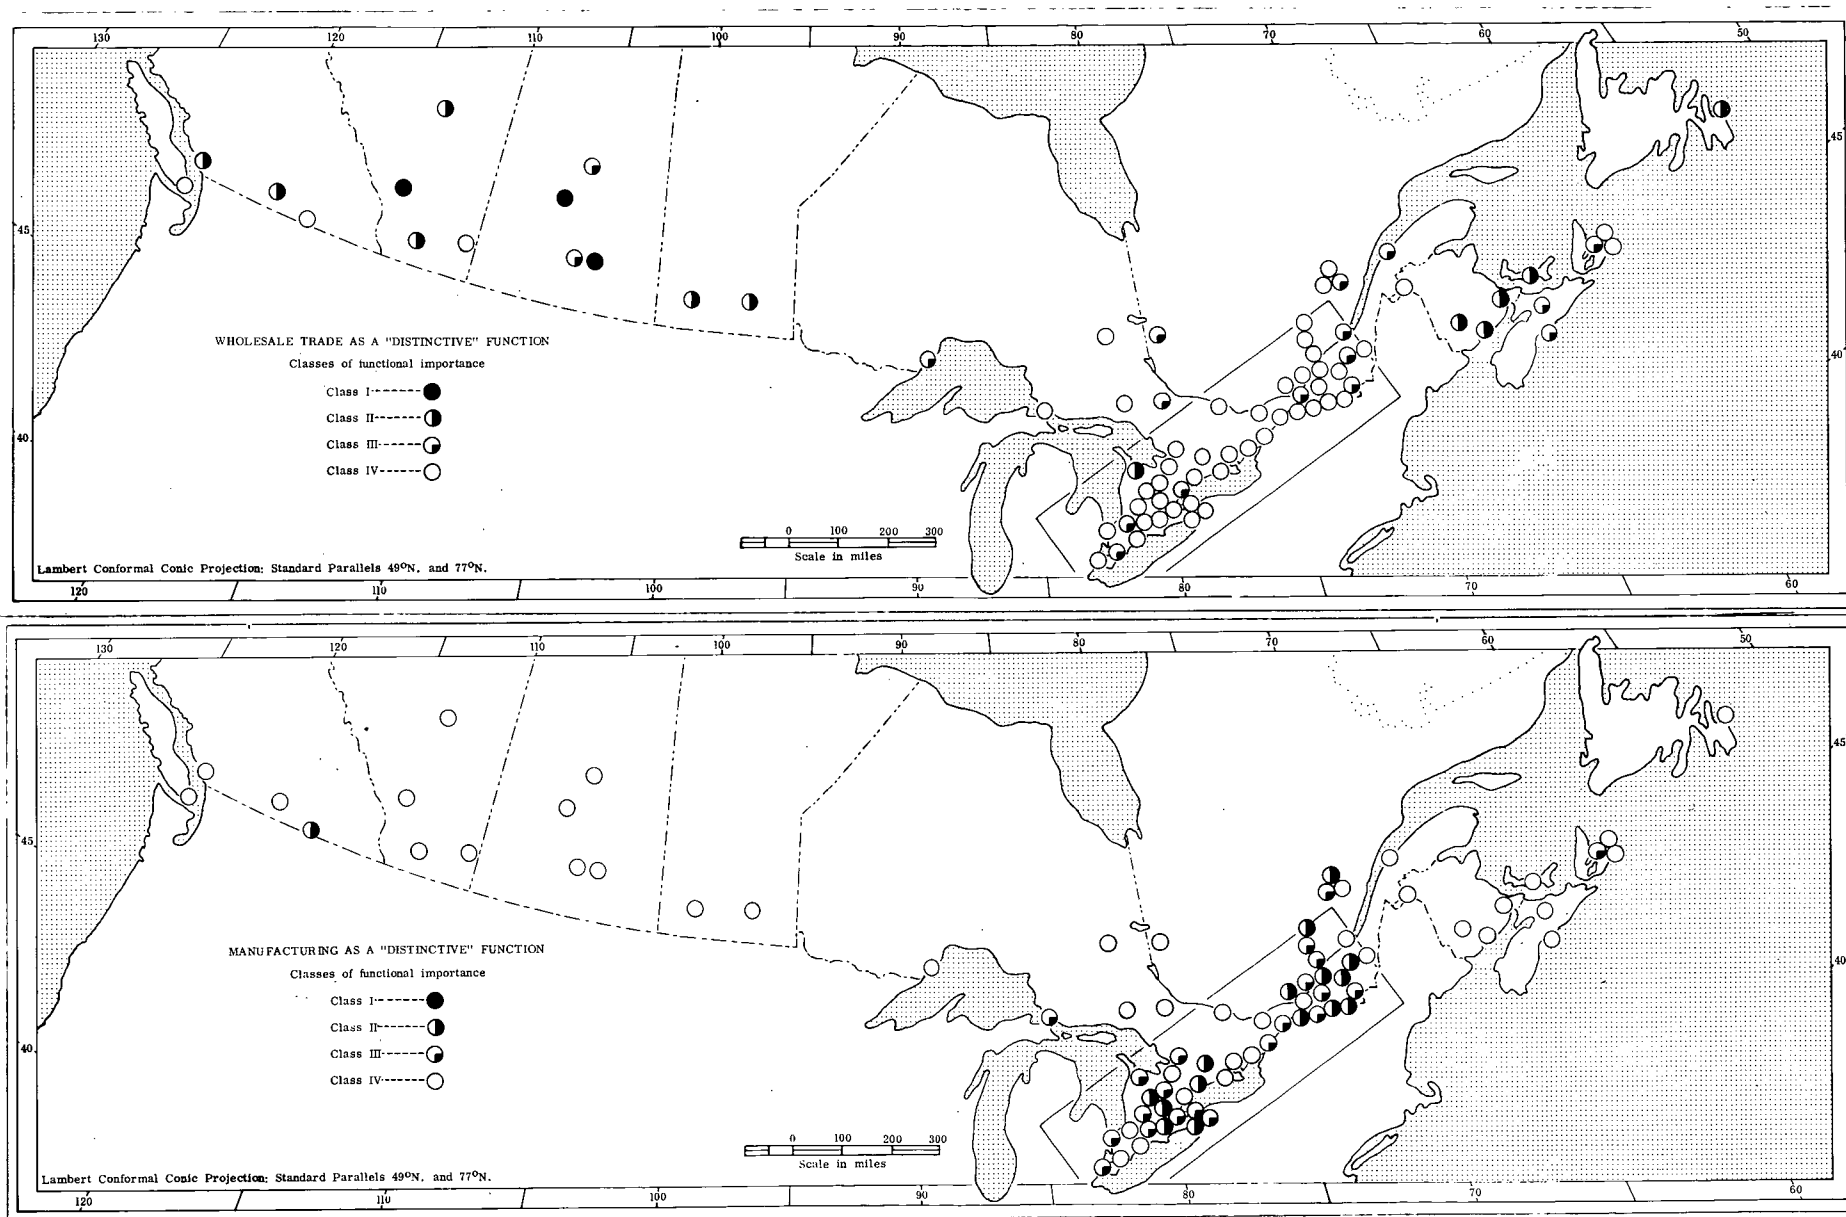 130 120 110 100 90 80 70 60 50
45
45
40
40
WHOLESALE TRADE AS A "DISTINCTIVE" FUNCTION
Classes of functional importance
Class I
Class II
Class III
Class IV
0 100 200 300
Scale in miles
Lambert Conformal Conic Projection; Standard Parallels 49°N. and 77°N.
120 110 100 90 80 70 60
130 120 110 100 90 80 70 60 50
45
45
40
40
MANUFACTURING AS A "DISTINCTIVE" FUNCTION
Classes of functional importance
Class I
Class II
Class III
Class IV
0 100 200 300
Scale in miles
Lambert Conformal Conic Projection; Standard Parallels 49°N. and 77°N.
120 110 100 90 80 70 60